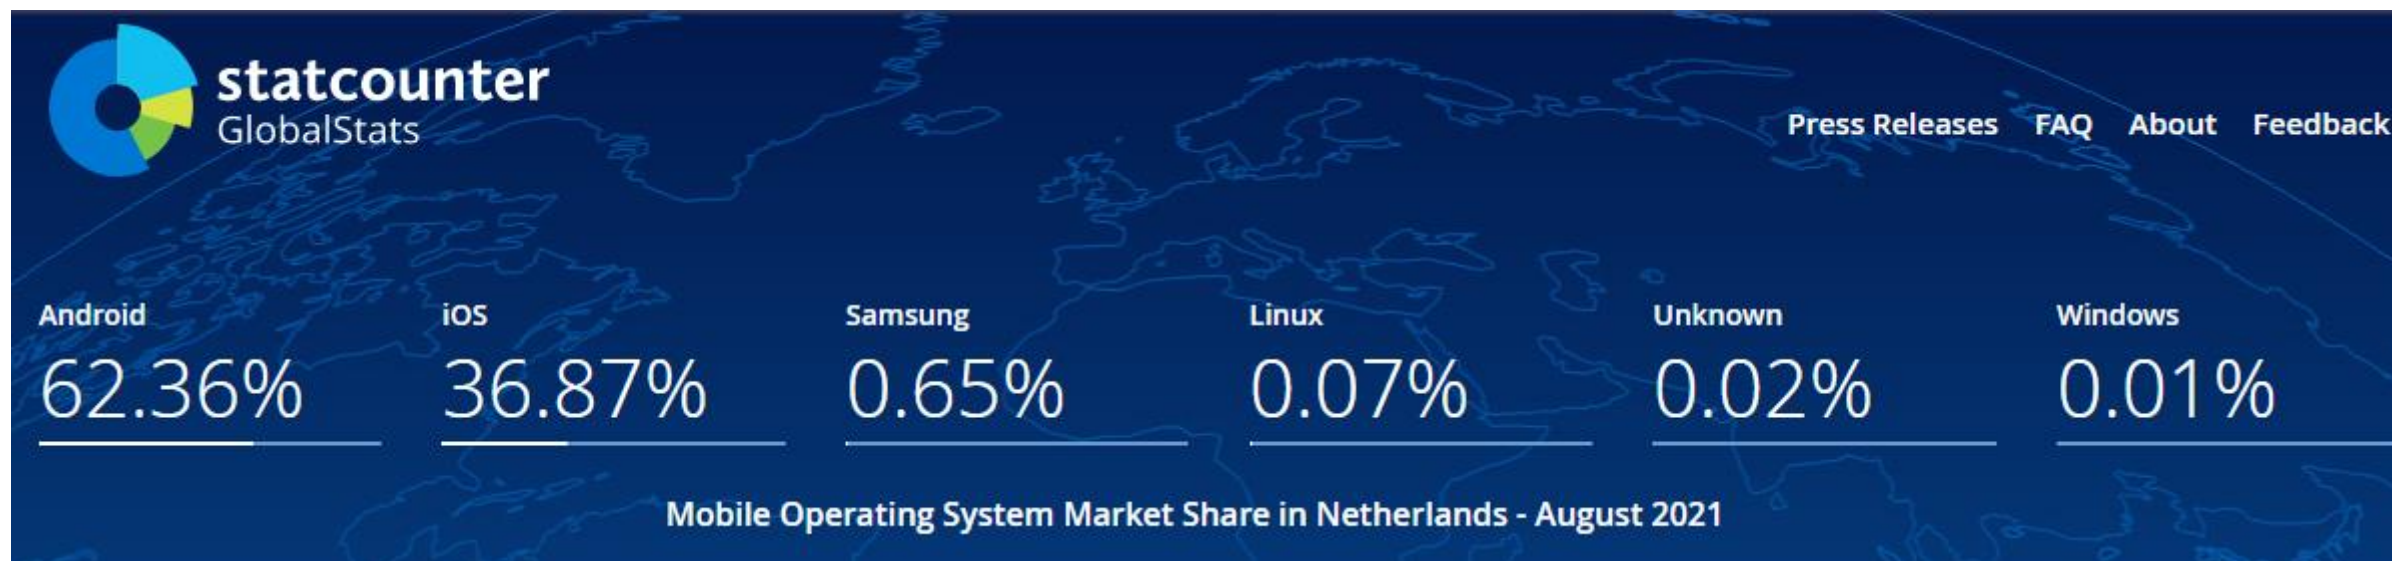 statcounter
GlobalStats
Press Releases FAQ About Feedback
Android iOS Samsung Linux Unknown Windows
62.36% 36.87% 0.65% 0.07% 0.02% 0.01%
Mobile Operating System Market Share in Netherlands - August 2021